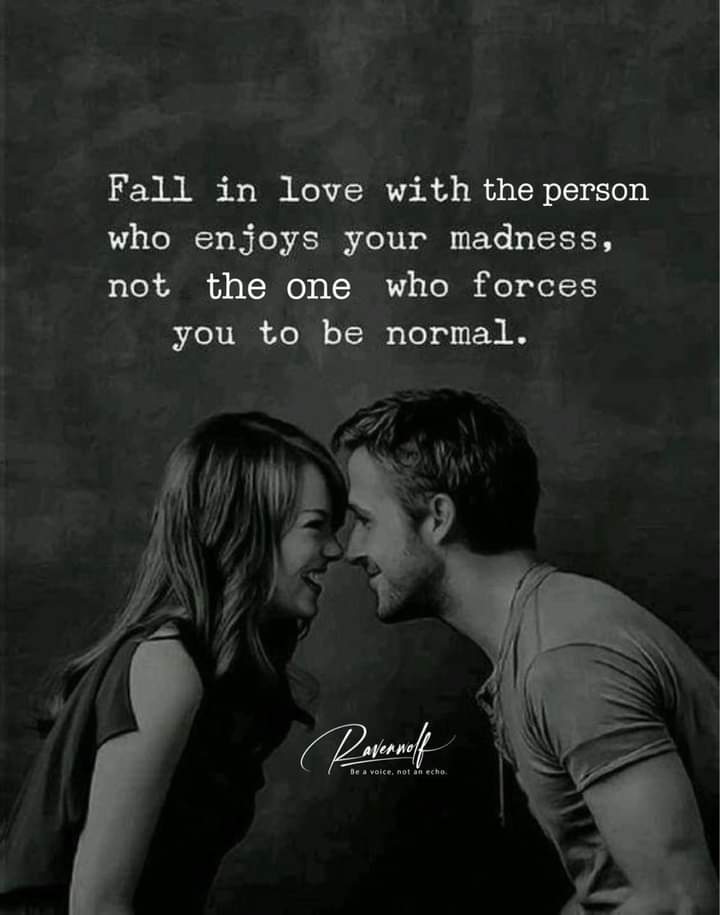 Fall in love with the person
who enjoys your madness,
not the one who forces
you to be normal.
Ravenwolf
Be a voice, not an echo.